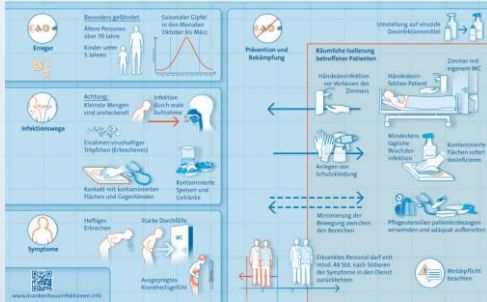 Erreger
Besonders gefährdet:
Ältere Personen
über 70 Jahre
Kinder unter
5 Jahren
Saisonaler Gipfel
in den Monaten
Oktober bis März
Infektionswege
Achtung:
Kleinste Mengen
sind ansteckend!
Infektion
durch orale
Aufnahme
Einatmen virushaltiger
Tröpfchen (Erbrechen)
Kontakt mit kontaminierten
Flächen und Gegenständen
Kontaminierte
Speisen und
Getränke
Symptome
Heftiges
Erbrechen
Starke Durchfälle
Ausgeprägtes
Krankheitsgefühl
www.krankenhausinfektionen.info
Prävention und
Bekämpfung
Umstellung auf viruzide
Desinfektionsmittel
Räumliche Isolierung
betroffener Patienten
Zimmer mit
eigenem WC
Händedesinfektion
vor Verlassen des
Zimmers
Händedesin-
fektion Patient
Anlegen von
Schutzkleidung
Mindestens
tägliche
Wischdes-
infektion
Kontaminierte
Flächen sofort
desinfizieren
Minimierung der
Bewegung zwischen
den Bereichen
Pflegeutensilien patientenbezogen
verwenden und adäquat aufbereiten
Erkranktes Personal darf erst
mind. 48 Std. nach Sistieren
der Symptome in den Dienst
zurückkehren
Meldepflicht
beachten